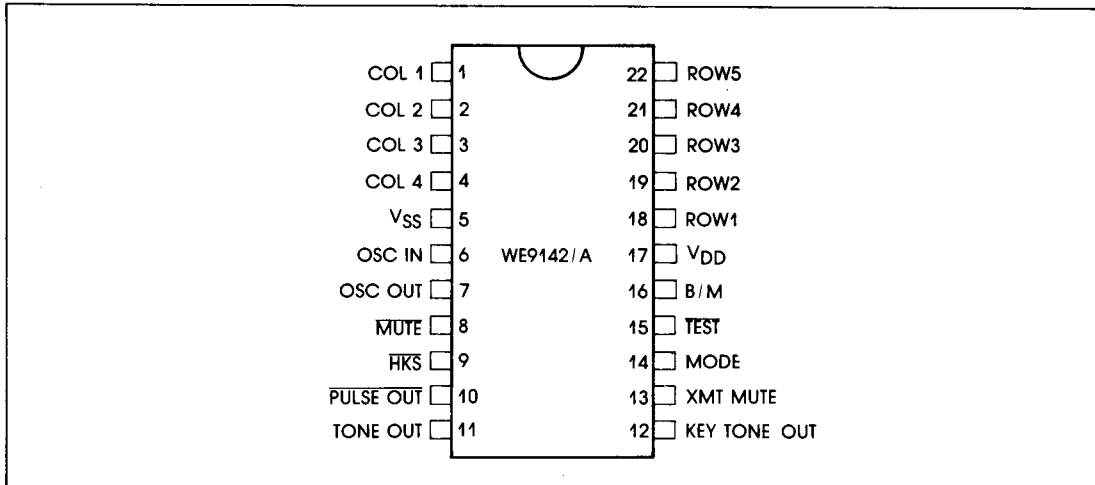 COL 1 1 22 ROW5
COL 2 2 21 ROW4
COL 3 3 20 ROW3
COL 4 4 19 ROW2
VSS 5 18 ROW1
OSC IN 6 WE9142/A 17 VDD
OSC OUT 7 16 B/M
MUTE 8 15 TEST
HKS 9 14 MODE
PULSE OUT 10 13 XMT MUTE
TONE OUT 11 12 KEY TONE OUT